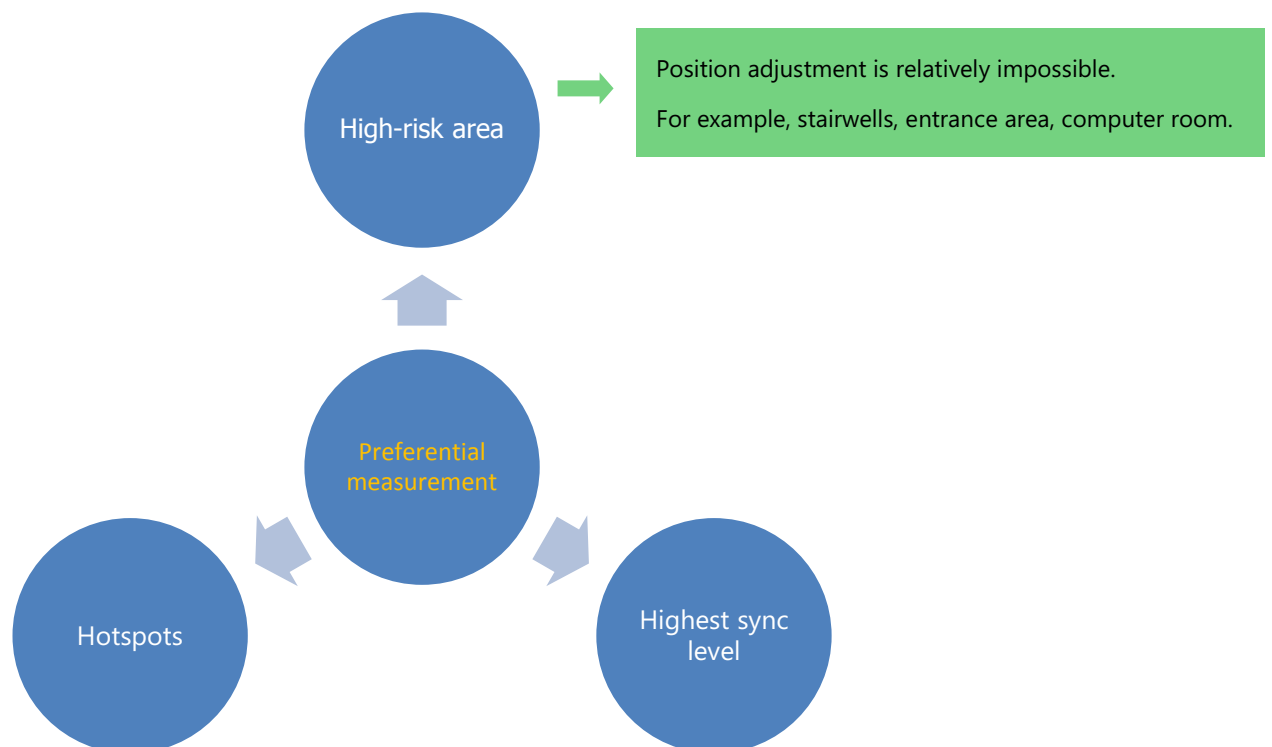 High-risk area
Position adjustment is relatively impossible.
For example, stairwells, entrance area, computer room.
Preferential
measurement
Hotspots
Highest sync
level